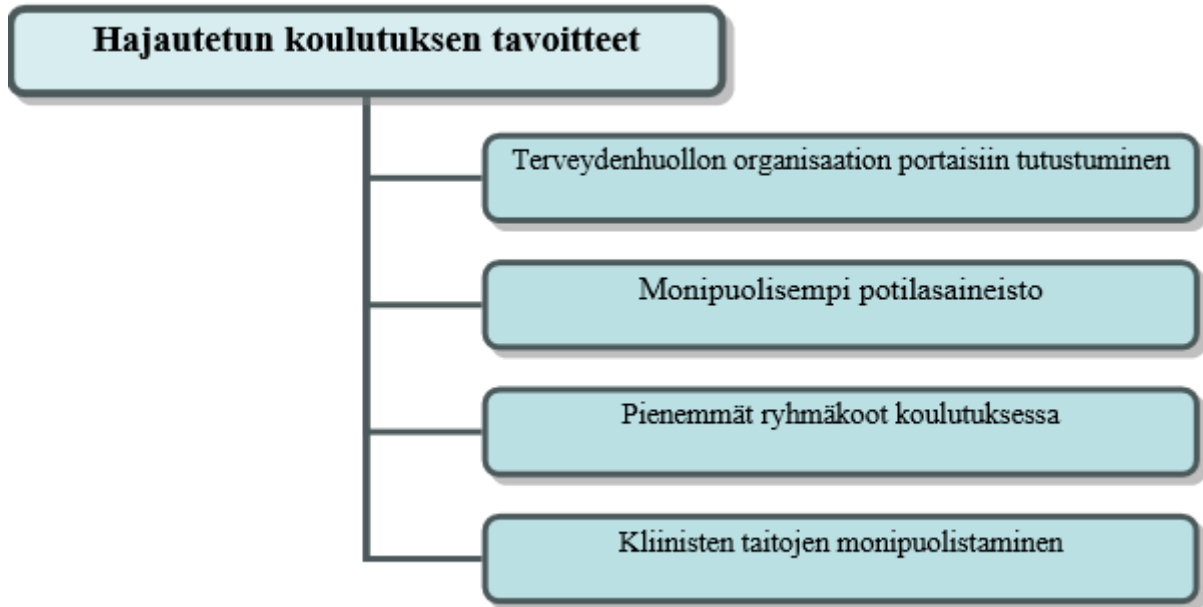 Hajautetun koulutuksen tavoitteet
Terveydenhuollon organisaation portaisiin tutustuminen
Monipuolisempi potilasaineisto
Pienemmät ryhmäkoot koulutuksessa
Kliinisten taitojen monipuolistaminen